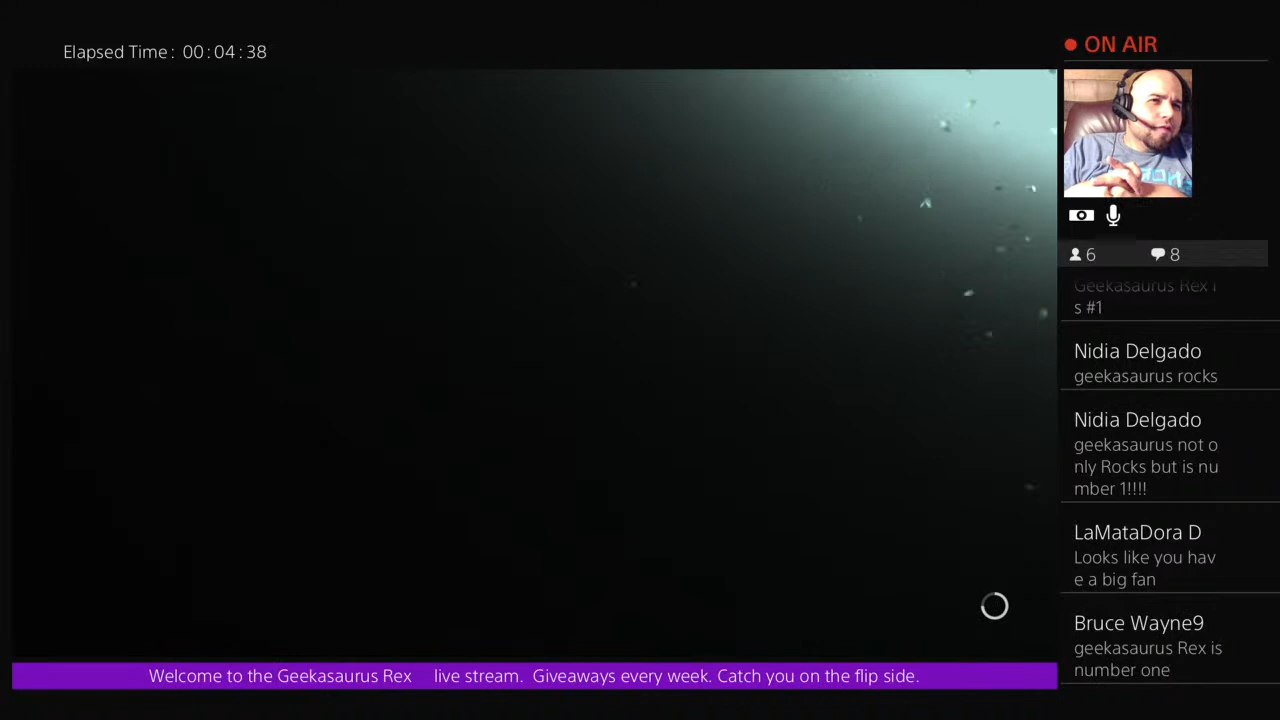 Elapsed Time: 00:04:38
ON AIR
6
8
Geekasaurus Rex i
s #1
Nidia Delgado
geekasaurus rocks
Nidia Delgado
geekasaurus not o
nly Rocks but is nu
mber 1!!!!
LaMataDora D
Looks like you hav
e a big fan
Bruce Wayne9
geekasaurus Rex is
number one
Welcome to the Geekasaurus Rex live stream. Giveaways every week. Catch you on the flip side.